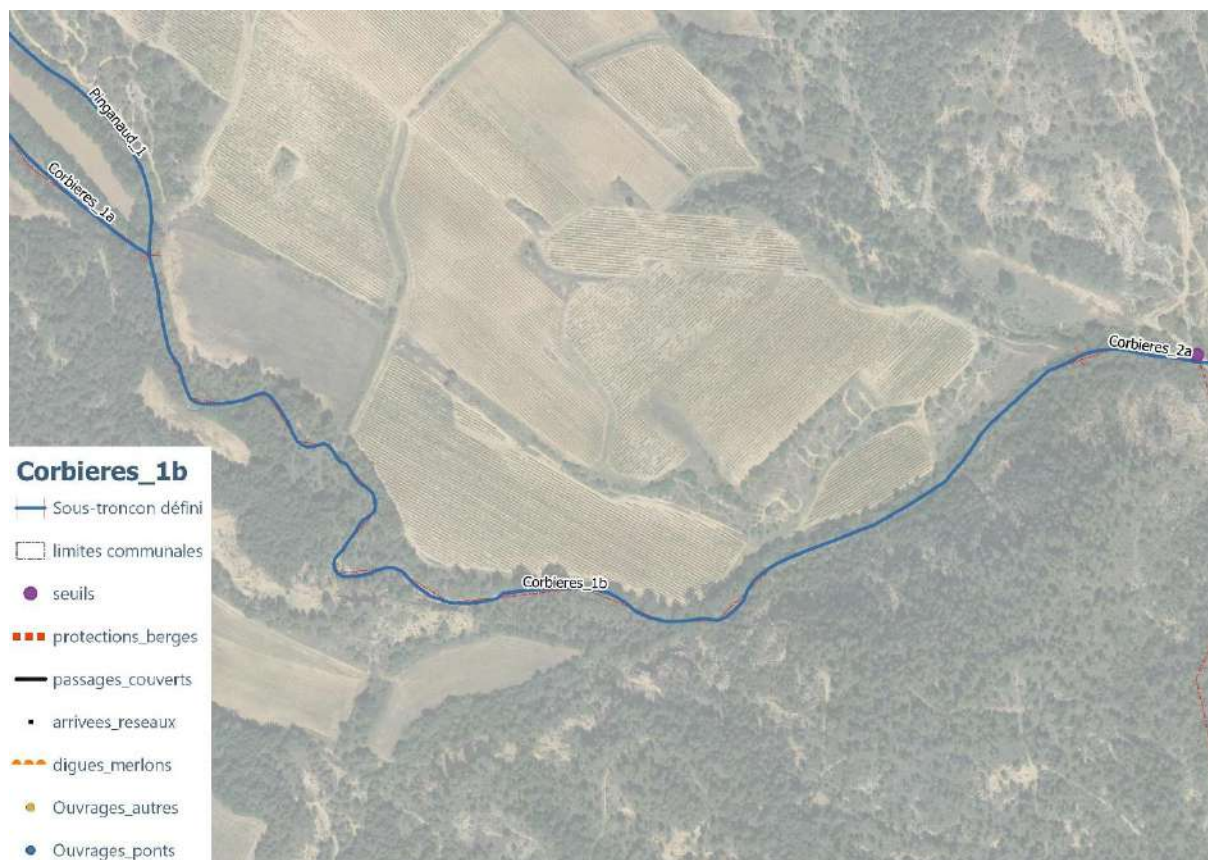 Pinganaud_1
Corbieres_1a
Corbieres_2a
Corbieres_1b
Corbieres_1b
Sous-troncon défini
limites communales
seuils
protections_berges
passages_couverts
arrivees_reseaux
digues_merlons
Ouvrages_autres
Ouvrages_ponts